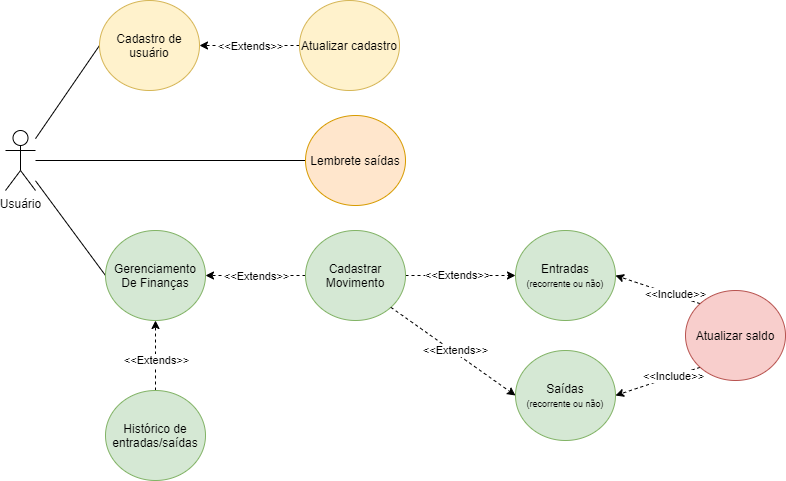 Cadastro de
usuário
<<Extends>>
Atualizar cadastro
Lembrete saídas
Usuário
Gerenciamento
De Finanças
<<Extends>>
Cadastrar
Movimento
<<Extends>>
Entradas
(recorrente ou não)
<<Include>>
Atualizar saldo
<<Extends>>
<<Extends>>
<<Include>>
Saídas
(recorrente ou não)
Histórico de
entradas/saídas